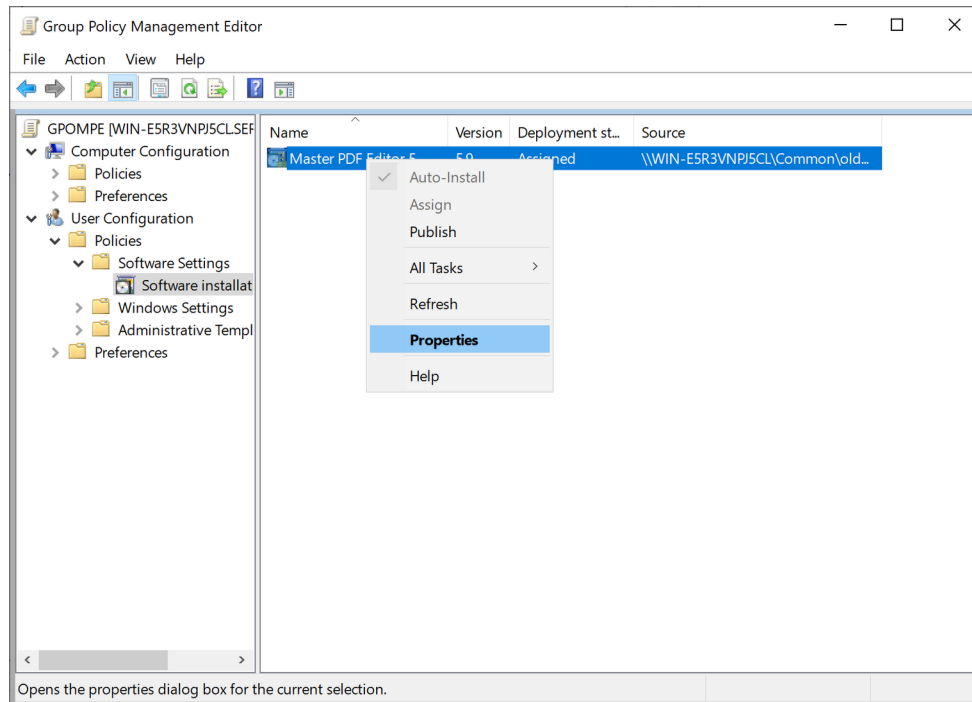 Group Policy Management Editor
File Action View Help
GPOMPE [WIN-E5R3VNPJ5CL.SEF
Computer Configuration
Policies
Preferences
User Configuration
Policies
Software Settings
Software installat
Windows Settings
Administrative Templ
Preferences
Name Version Deployment st... Source
Master PDF Editor 5 5.9 Assigned \\WIN-E5R3VNPJ5CL\Common\old...
Auto-Install
Assign
Publish
All Tasks
Refresh
Properties
Help
Opens the properties dialog box for the current selection.